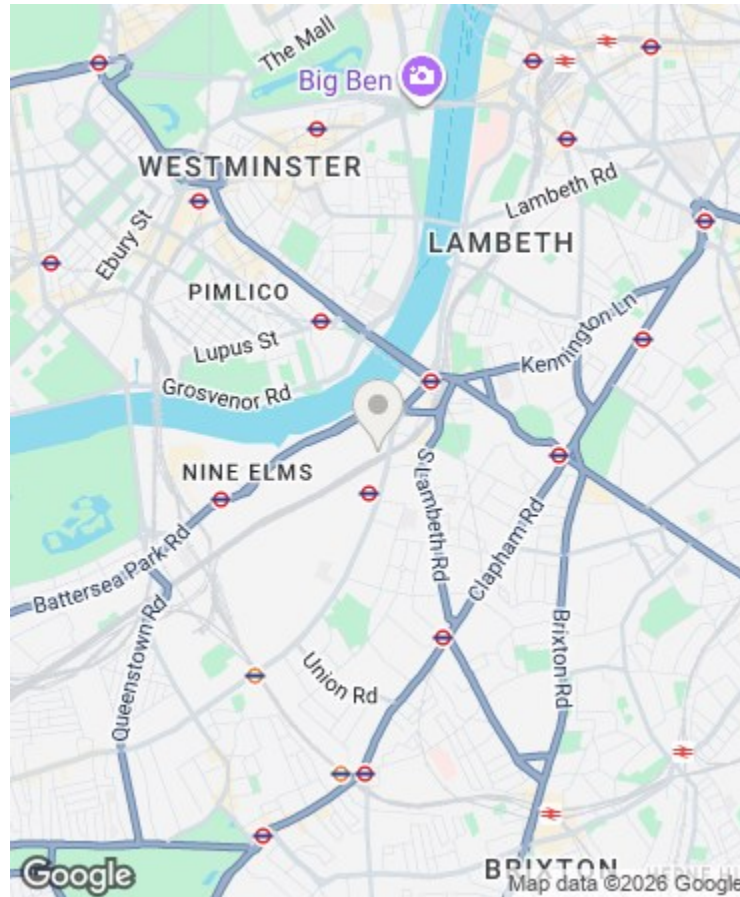 The Mall
Big Ben
WESTMINSTER
Lambeth Rd
LAMBETH
Ebury St
PIMLICO
Lupus St
Kennington Ln
Grosvenor Rd
NINE ELMS
S Lambeth Rd
Clapham Rd
Battersea Park Rd
Queenstown Rd
Brixton Rd
Union Rd
BRIXTON
Google
Map data ©2026 Google